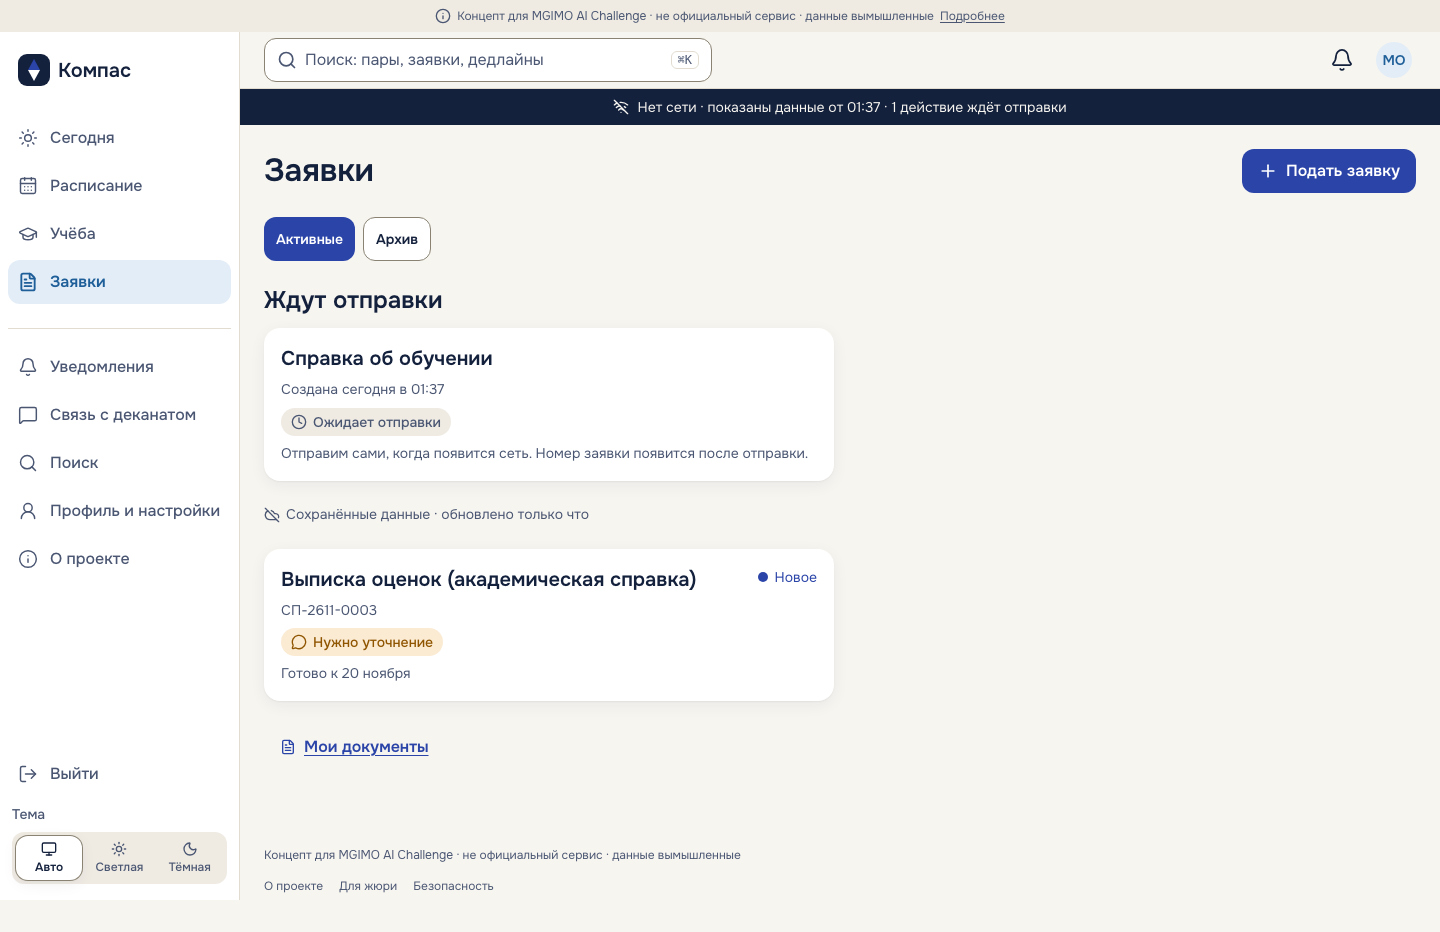 Концепт для MGIMO AI Challenge · не официальный сервис · данные вымышленные Подробнее
Компас
Поиск: пары, заявки, дедлайны
⌘K
МО
Нет сети · показаны данные от 01:37 · 1 действие ждёт отправки
Сегодня
Расписание
Учёба
Заявки
Уведомления
Связь с деканатом
Поиск
Профиль и настройки
О проекте
Выйти
Тема
Авто
Светлая
Тёмная
Заявки
Подать заявку
Активные
Архив
Ждут отправки
Справка об обучении
Создана сегодня в 01:37
Ожидает отправки
Отправим сами, когда появится сеть. Номер заявки появится после отправки.
Сохранённые данные · обновлено только что
Выписка оценок (академическая справка)
Новое
СП-2611-0003
Нужно уточнение
Готово к 20 ноября
Мои документы
Концепт для MGIMO AI Challenge · не официальный сервис · данные вымышленные
О проекте
Для жюри
Безопасность